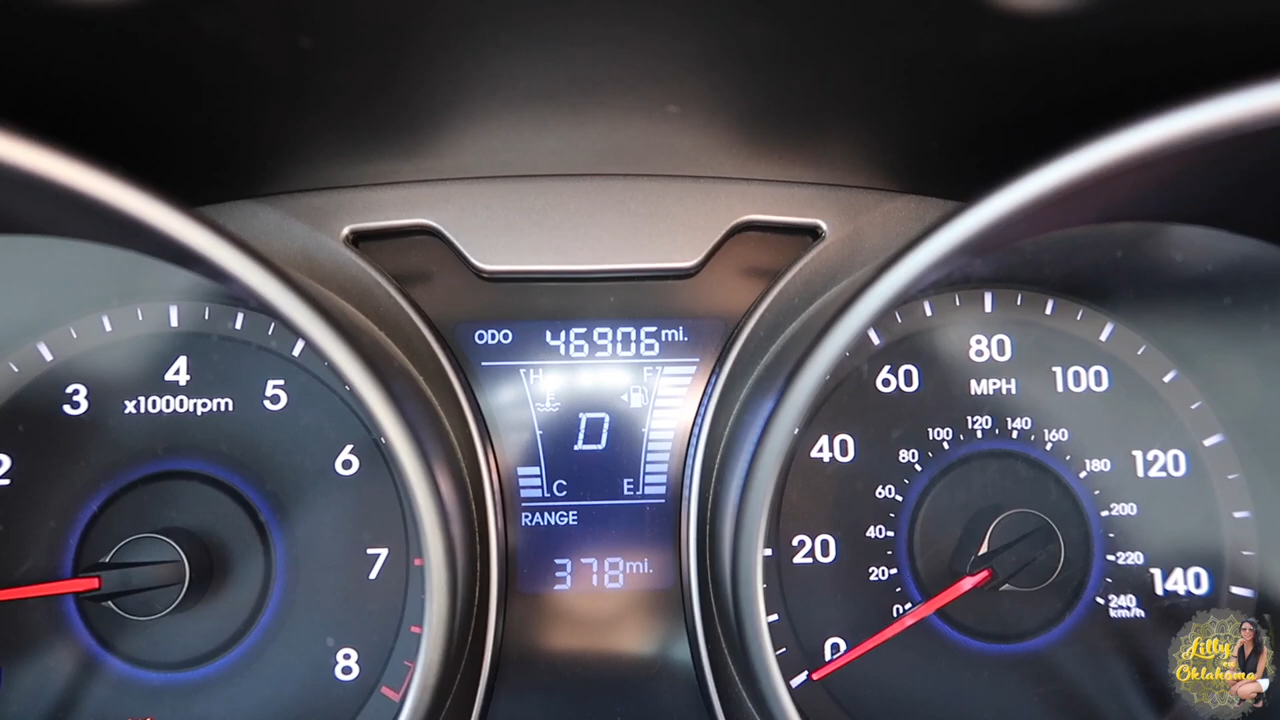 ODO 46906 mi.
H F
D
C E
RANGE
378 mi.
2 3 4 5 6 7 8
x1000rpm
0 20 40 60 80 100 120 140
MPH
0 20 40 60 80 100 120 140 160 180 200 220 240
km/h
Lilly
en
Oklahoma